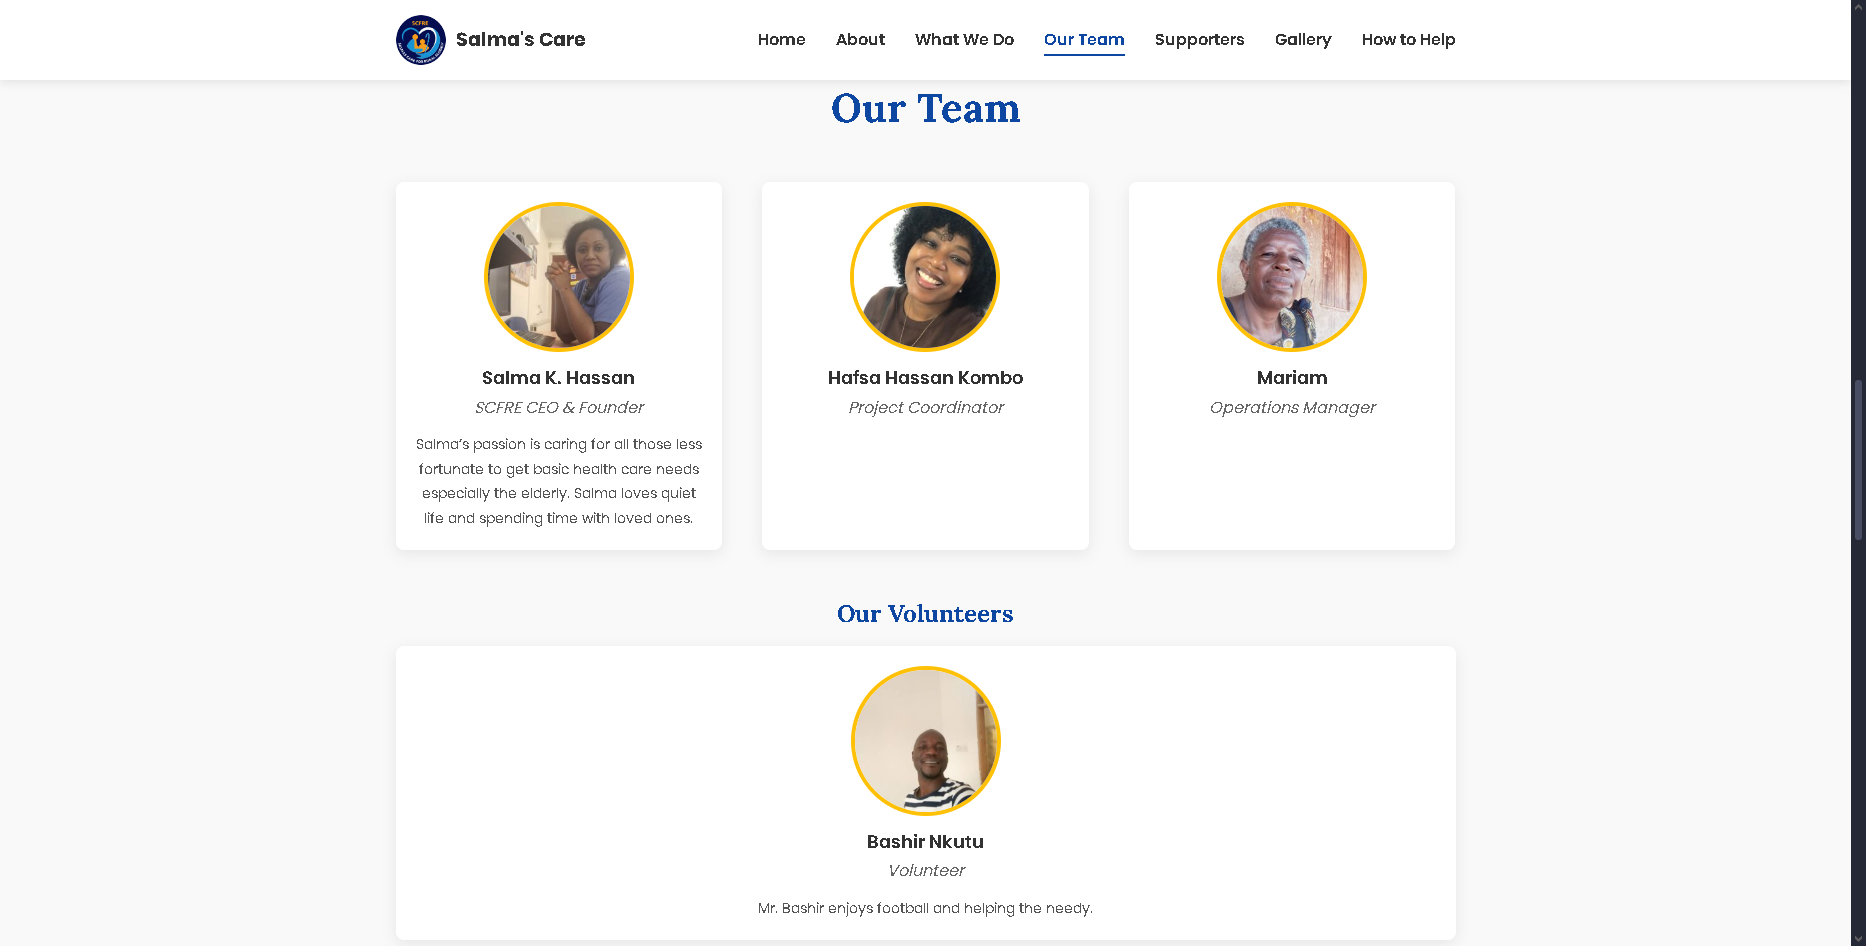 SCFRE
Salma's Care
Home
About
What We Do
Our Team
Supporters
Gallery
How to Help
Our Team
Salma K. Hassan
SCFRE CEO & Founder
Salma’s passion is caring for all those less
fortunate to get basic health care needs
especially the elderly. Salma loves quiet
life and spending time with loved ones.
Hafsa Hassan Kombo
Project Coordinator
Mariam
Operations Manager
Our Volunteers
Bashir Nkutu
Volunteer
Mr. Bashir enjoys football and helping the needy.